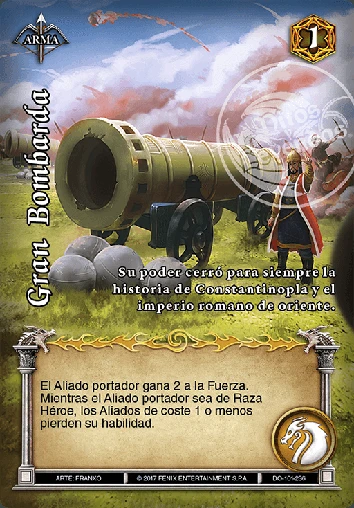 ARMA
1
Gran Bombarda
Su poder cerró para siempre la
historia de Constantinopla y el
imperio romano de oriente.
El Aliado portador gana 2 a la Fuerza.
Mientras el Aliado portador sea de Raza
Héroe, los Aliados de coste 1 o menos
pierden su habilidad.
ARTE: FRANXO
© 2017 FENIX ENTERTAINMENT S.P.A.